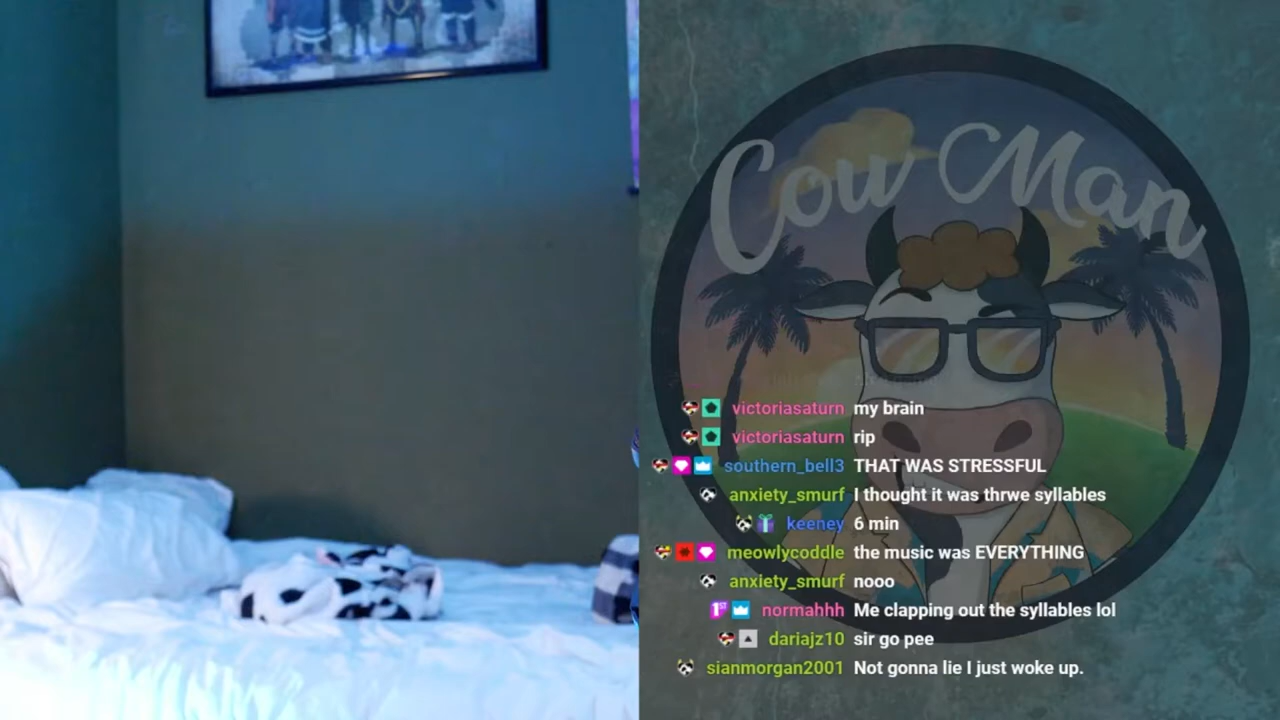 Cow Man
victoriasaturn my brain
victoriasaturn rip
southern_bell3 THAT WAS STRESSFUL
anxiety_smurf I thought it was thrwe syllables
keeney 6 min
meowlycoddle the music was EVERYTHING
anxiety_smurf nooo
1ST normahhh Me clapping out the syllables lol
dariajz10 sir go pee
sianmorgan2001 Not gonna lie I just woke up.